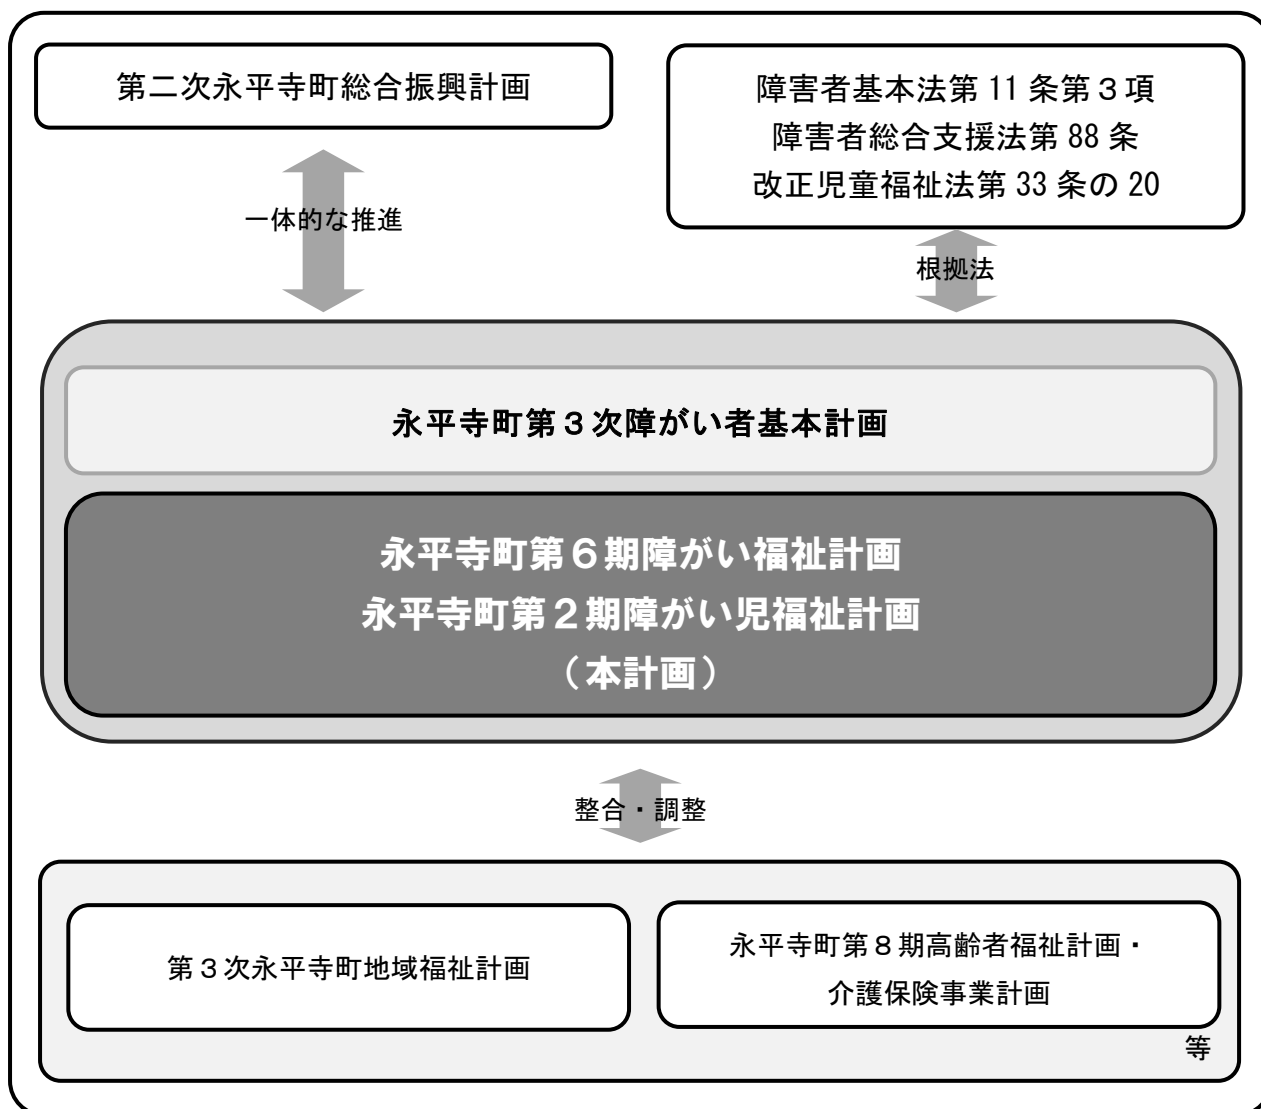 第二次永平寺町総合振興計画
障害者基本法第 11 条第３項
障害者総合支援法第 88 条
改正児童福祉法第 33 条の 20
一体的な推進
根拠法
永平寺町第３次障がい者基本計画
永平寺町第６期障がい福祉計画
永平寺町第２期障がい児福祉計画
（本計画）
整合・調整
第３次永平寺町地域福祉計画
永平寺町第８期高齢者福祉計画・
介護保険事業計画
等